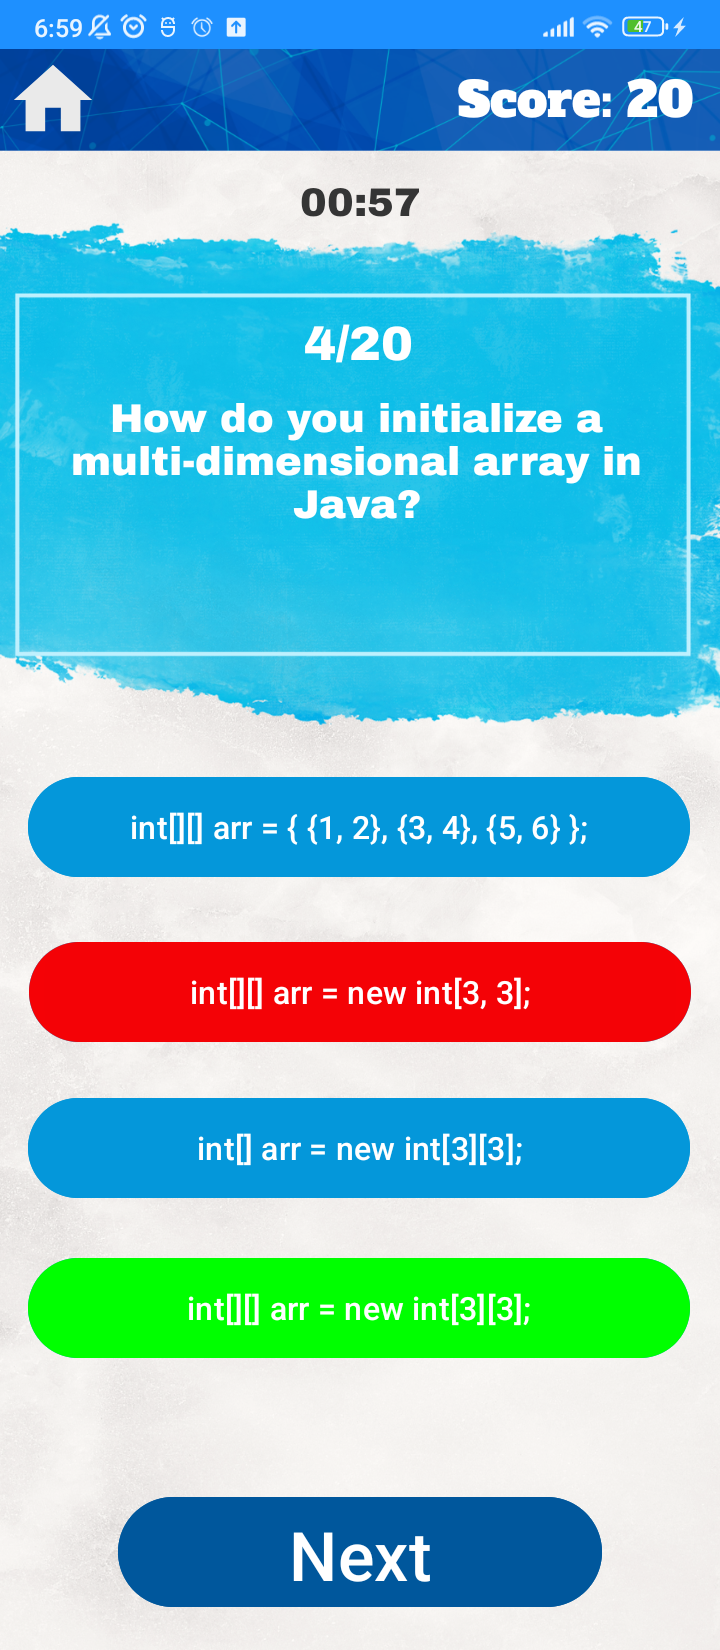 6:59
47
Score: 20
00:57
4/20
How do you initialize a
multi-dimensional array in
Java?
int[][] arr = { {1, 2}, {3, 4}, {5, 6} };
int[][] arr = new int[3, 3];
int[] arr = new int[3][3];
int[][] arr = new int[3][3];
Next